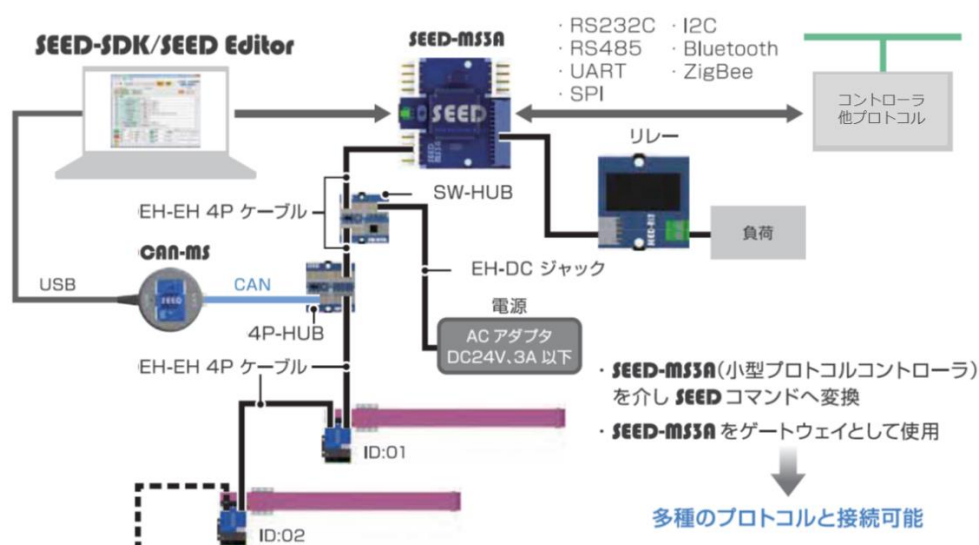 SEED-SDK/SEED Editor
SEED-MS3A
・RS232C ・I2C
・RS485 ・Bluetooth
・UART ・ZigBee
・SPI
コントローラ
他プロトコル
SEED
リレー
SW-HUB
EH-EH 4P ケーブル
負荷
CAN-MS
EH-DC ジャック
USB
CAN
SEED
4P-HUB
電源
AC アダプタ
DC24V、3A 以下
EH-EH 4P ケーブル
ID:01
ID:02
・SEED-MS3A(小型プロトコルコントローラ)
を介し SEED コマンドへ変換
・SEED-MS3A をゲートウェイとして使用
多種のプロトコルと接続可能